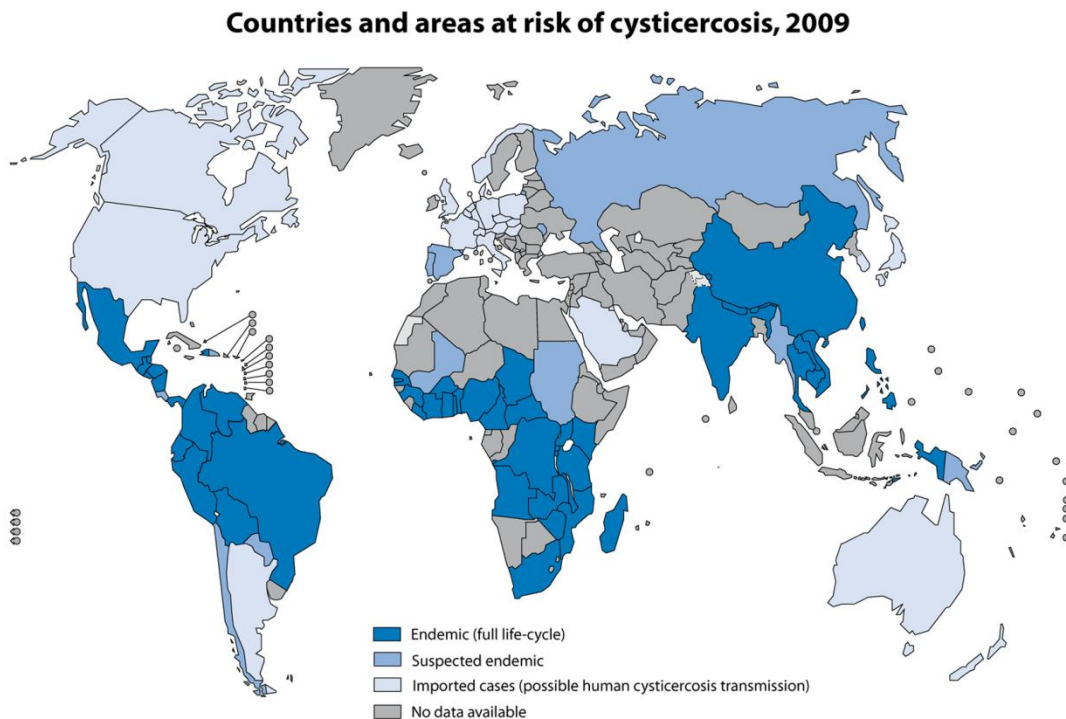 Countries and areas at risk of cysticercosis, 2009
Endemic (full life-cycle)
Suspected endemic
Imported cases (possible human cysticercosis transmission)
No data available